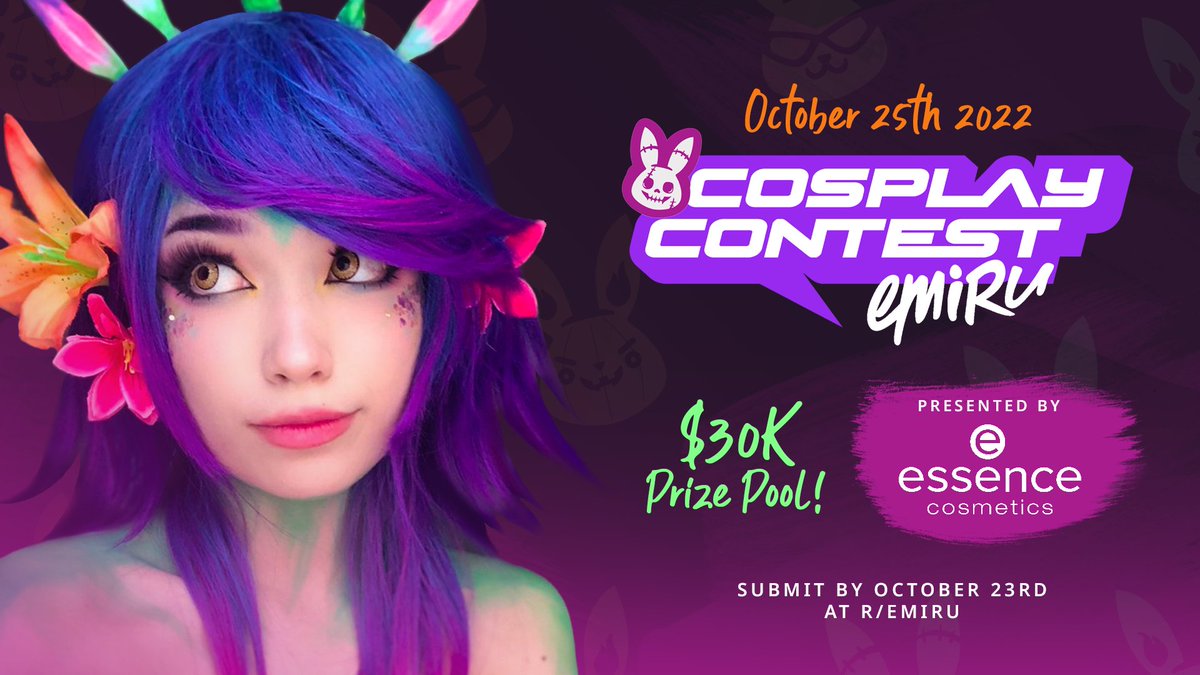 October 25th 2022
COSPLAY
CONTEST
emiRu
$30K
Prize Pool!
PRESENTED BY
e
essence
cosmetics
SUBMIT BY OCTOBER 23RD
AT R/EMIRU